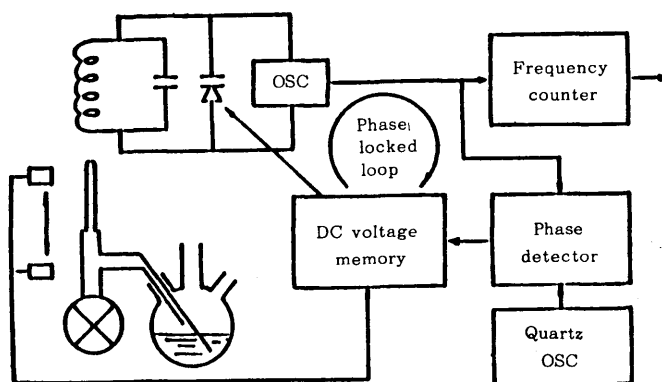 OSC
Frequency
counter
Phase
locked
loop
DC voltage
memory
Phase
detector
Quartz
OSC